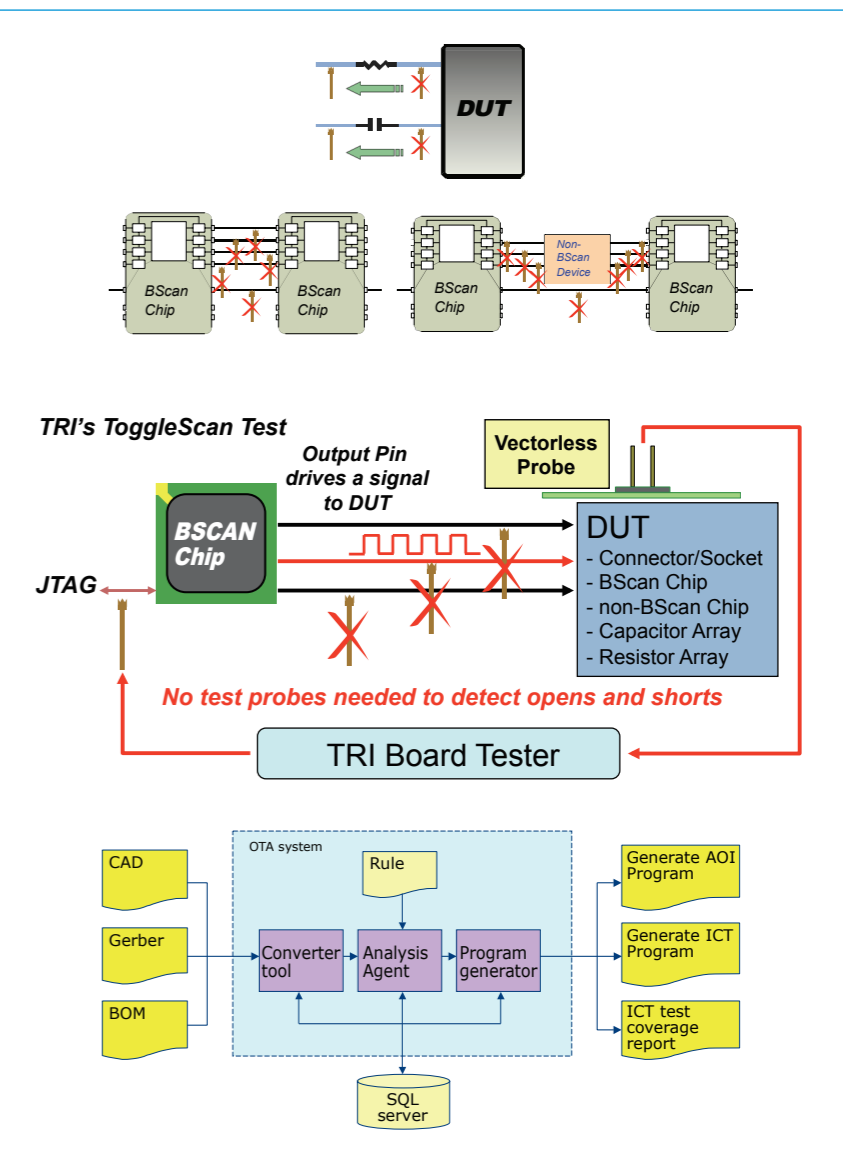 DUT
BScan
Chip
BScan
Chip
BScan
Chip
Non-
BScan
Device
BScan
Chip
TRI's ToggleScan Test
Output Pin
drives a signal
to DUT
Vectorless
Probe
BSCAN
Chip
JTAG
DUT
- Connector/Socket
- BScan Chip
- non-BScan Chip
- Capacitor Array
- Resistor Array
No test probes needed to detect opens and shorts
TRI Board Tester
OTA system
CAD
Gerber
BOM
Rule
Converter
tool
Analysis
Agent
Program
generator
SQL
server
Generate AOI
Program
Generate ICT
Program
ICT test
coverage
report